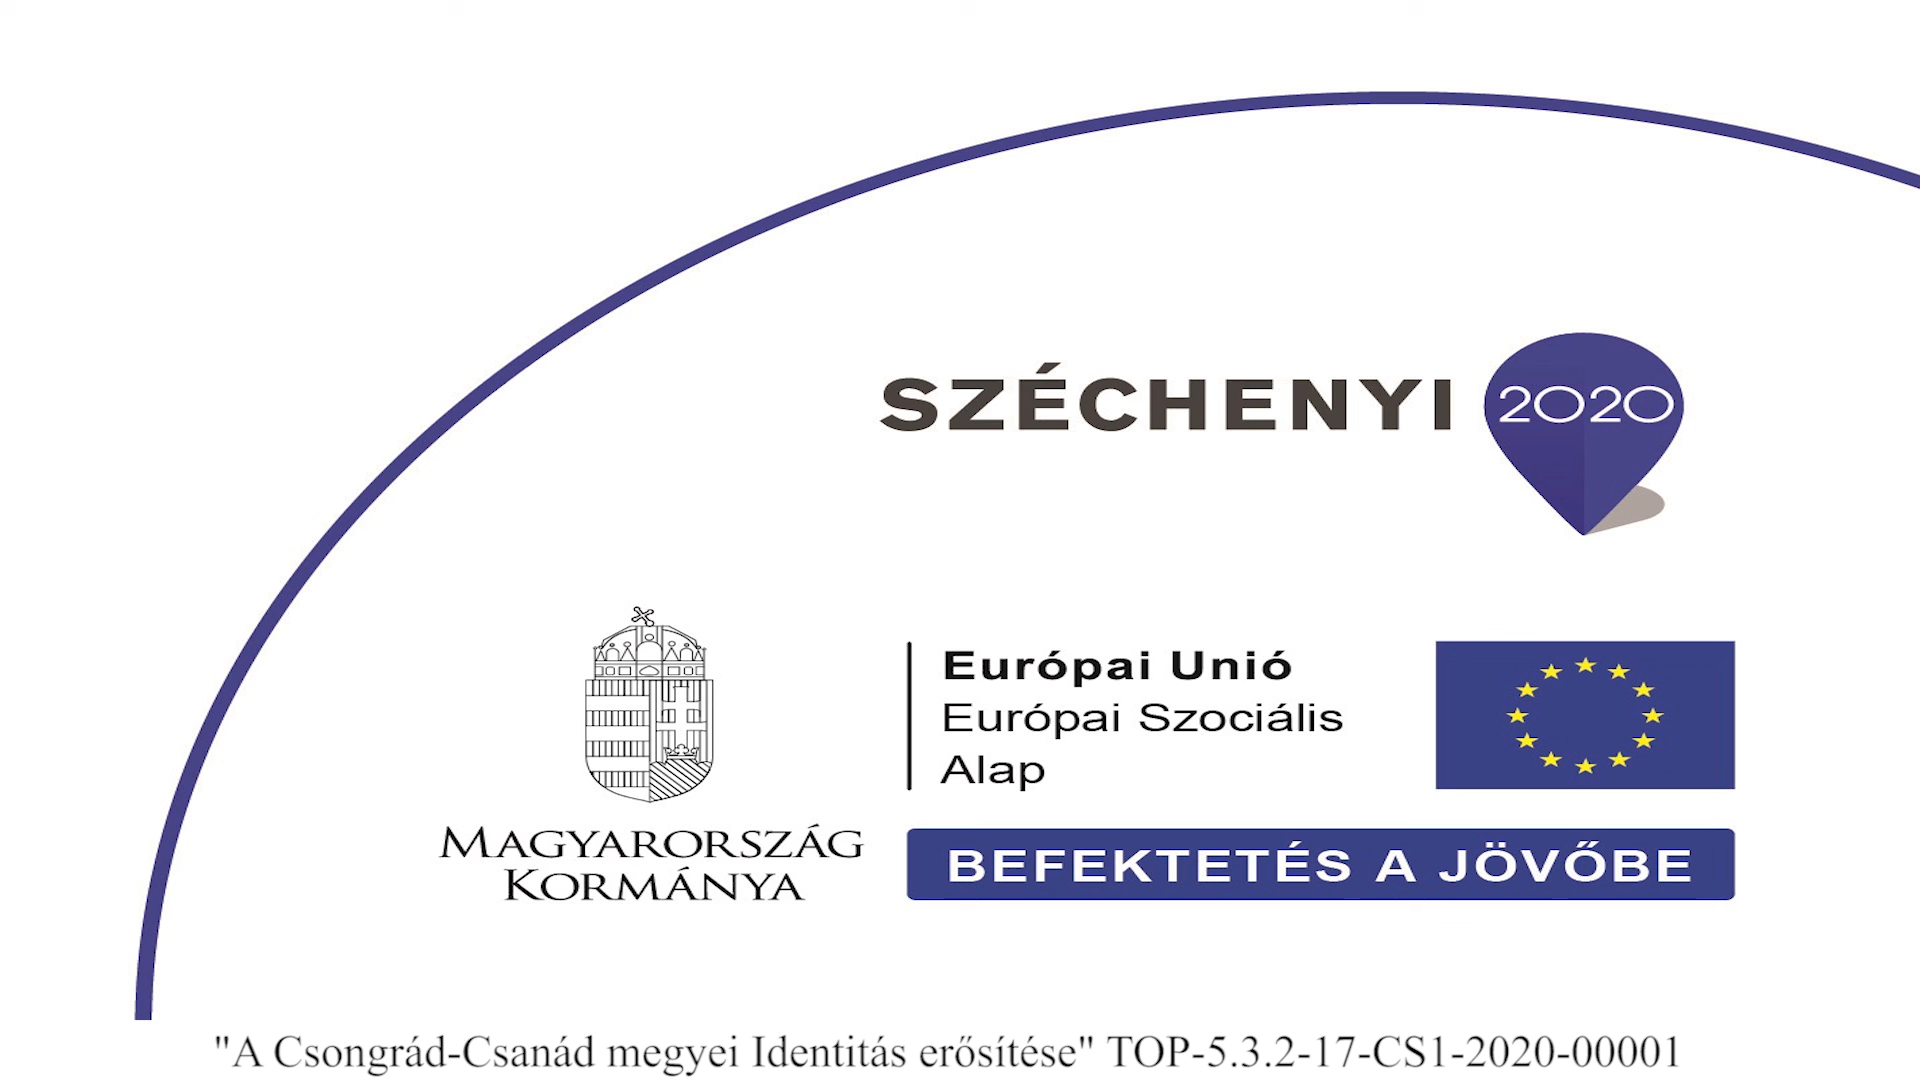 SZÉCHENYI 2020
Európai Unió
Európai Szociális
Alap
MAGYARORSZÁG
KORMÁNYA
BEFEKTETÉS A JÖVŐBE
"A Csongrád-Csanád megyei Identitás erősítése" TOP-5.3.2-17-CS1-2020-00001